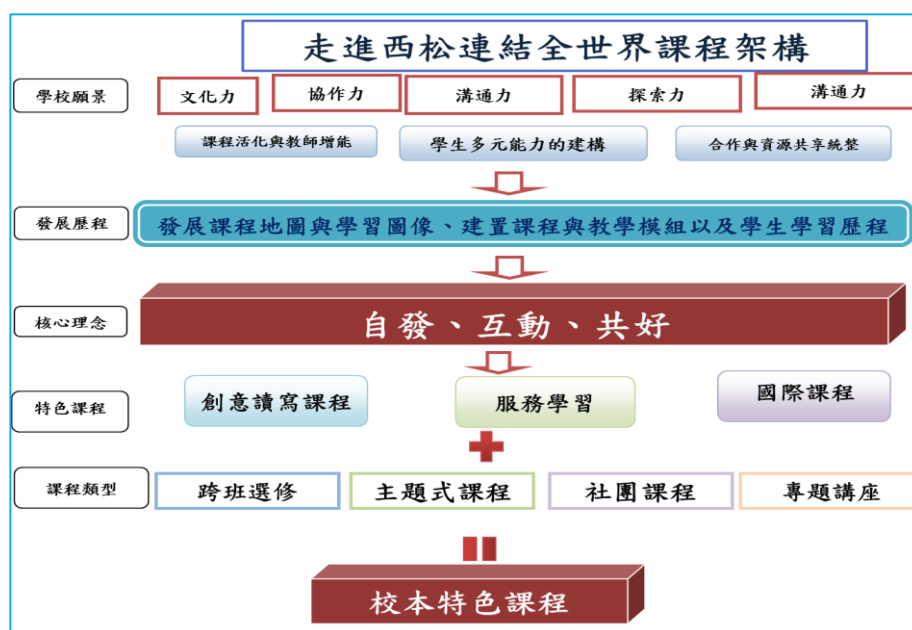 走進西松連結全世界課程架構
學校願景
文化力
協作力
溝通力
探索力
溝通力
課程活化與教師增能
學生多元能力的建構
合作與資源共享統整
發展歷程
發展課程地圖與學習圖像、建置課程與教學模組以及學生學習歷程
核心理念
自發、互動、共好
特色課程
創意讀寫課程
服務學習
國際課程
課程類型
跨班選修
主題式課程
社團課程
專題講座
校本特色課程